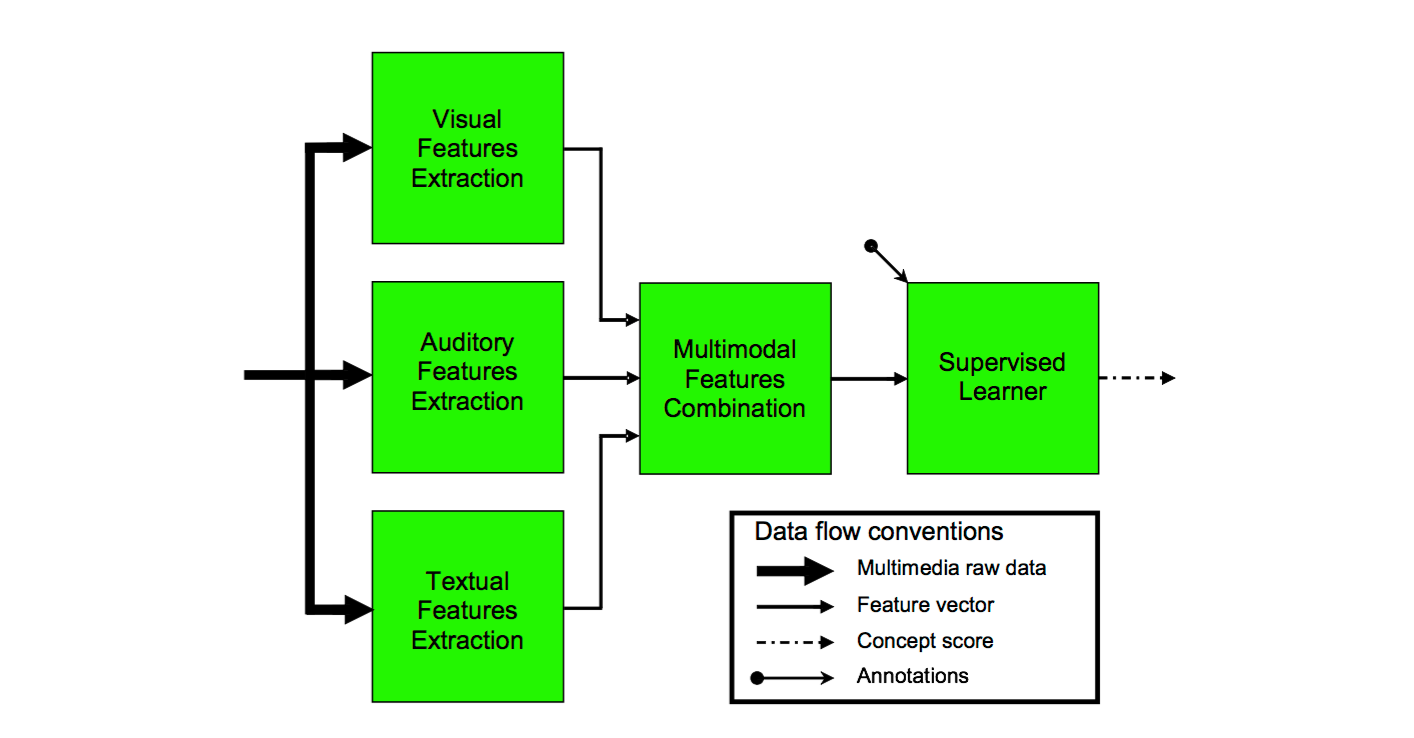 Visual
Features
Extraction
Auditory
Features
Extraction
Textual
Features
Extraction
Multimodal
Features
Combination
Supervised
Learner
Data flow conventions
Multimedia raw data
Feature vector
Concept score
Annotations